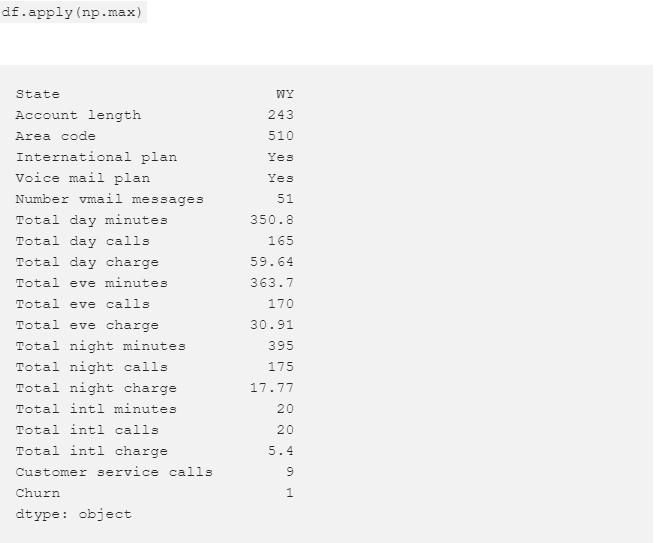 df.apply(np.max)
State WY
Account length 243
Area code 510
International plan Yes
Voice mail plan Yes
Number vmail messages 51
Total day minutes 350.8
Total day calls 165
Total day charge 59.64
Total eve minutes 363.7
Total eve calls 170
Total eve charge 30.91
Total night minutes 395
Total night calls 175
Total night charge 17.77
Total intl minutes 20
Total intl calls 20
Total intl charge 5.4
Customer service calls 9
Churn 1
dtype: object